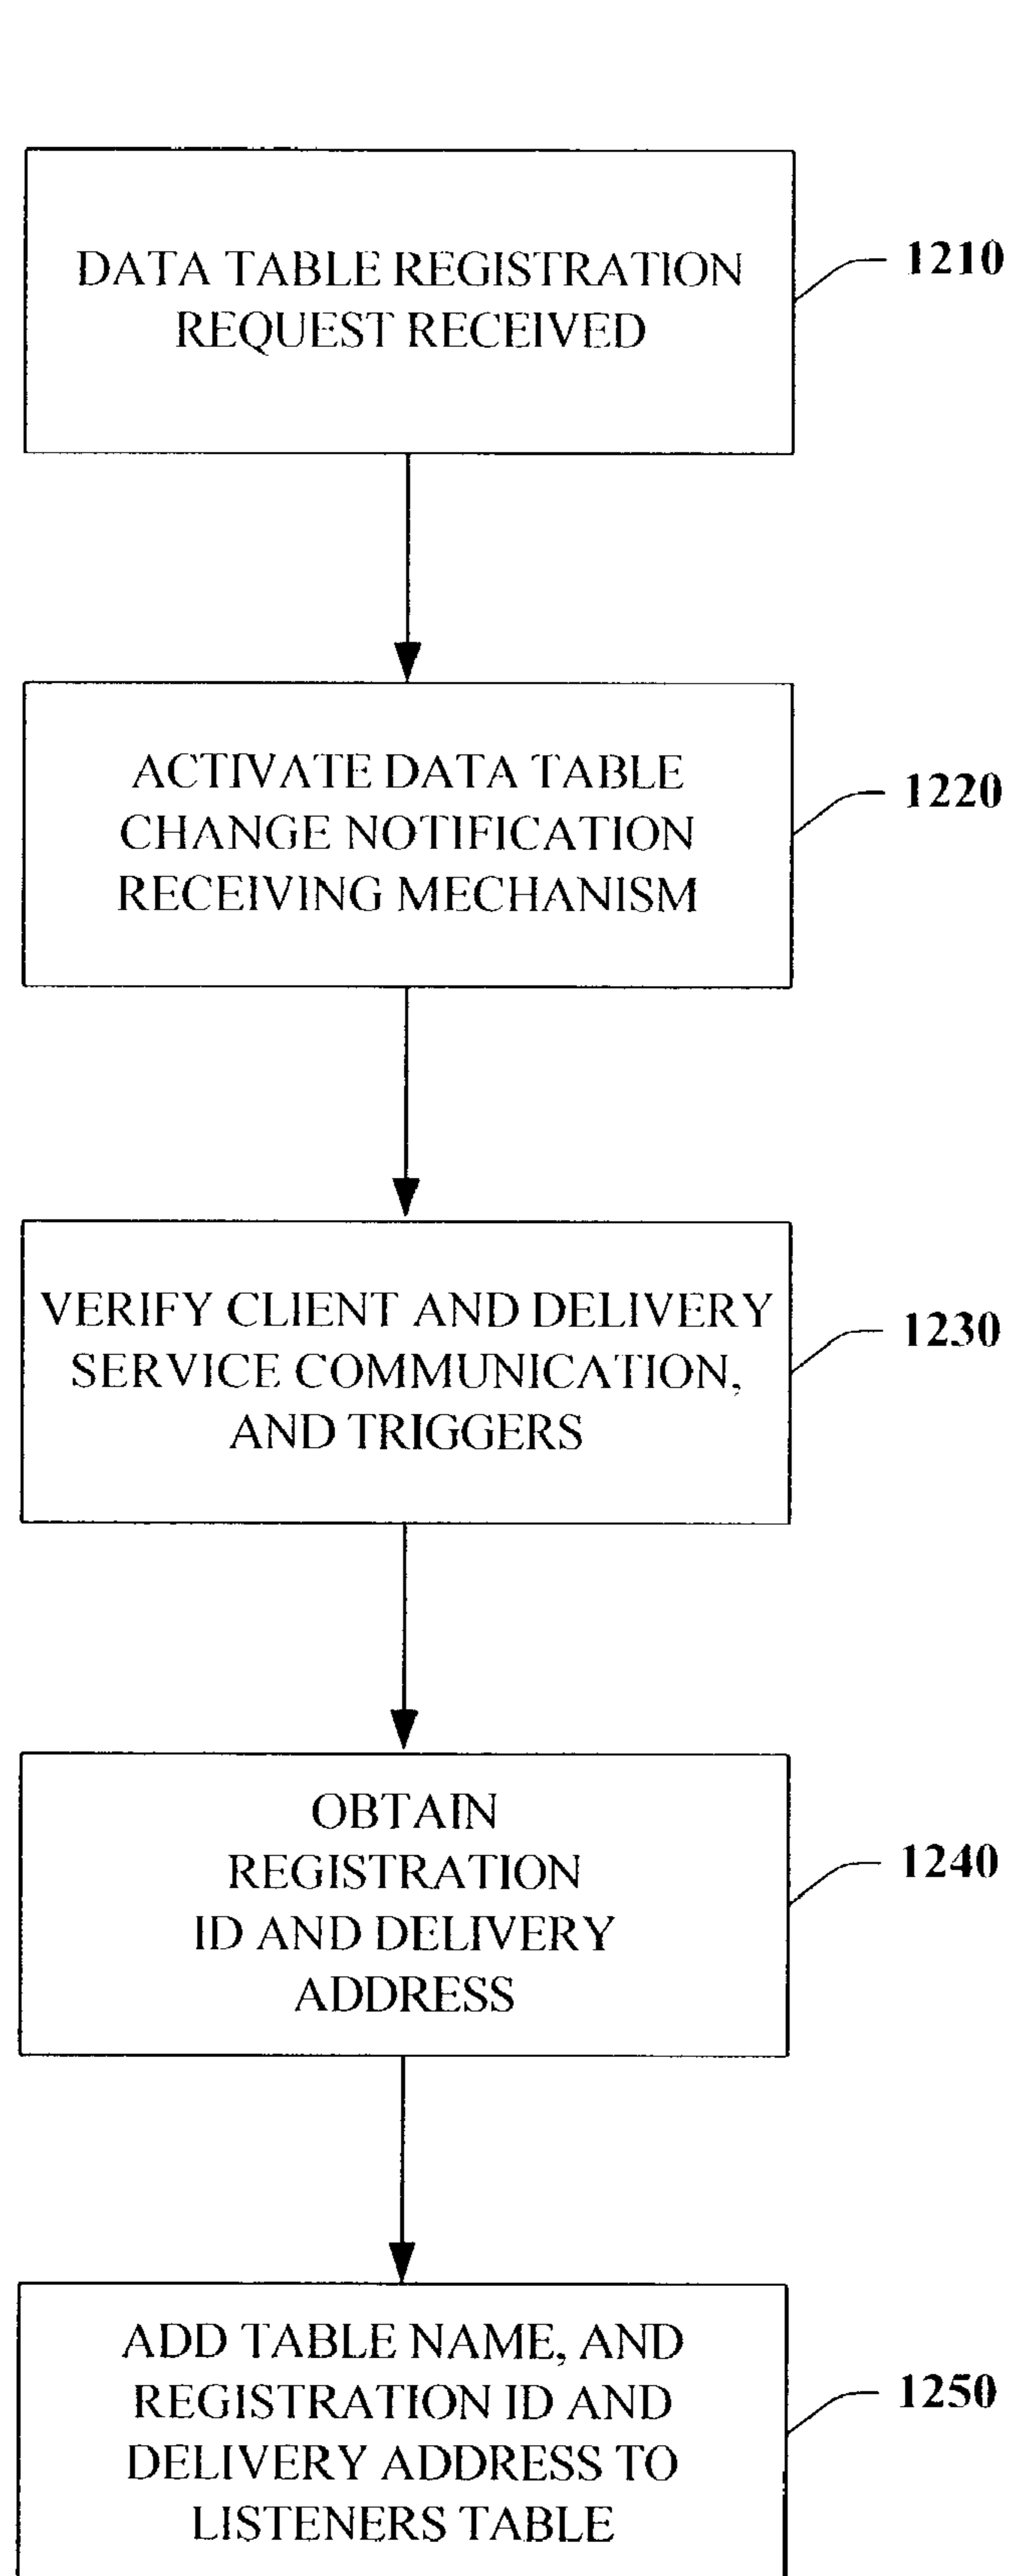 DATA TABLE REGISTRATION
REQUEST RECEIVED
1210
ACTIVATE DATA TABLE
CHANGE NOTIFICATION
RECEIVING MECHANISM
1220
VERIFY CLIENT AND DELIVERY
SERVICE COMMUNICATION,
AND TRIGGERS
1230
OBTAIN
REGISTRATION
ID AND DELIVERY
ADDRESS
1240
ADD TABLE NAME, AND
REGISTRATION ID AND
DELIVERY ADDRESS TO
LISTENERS TABLE
1250